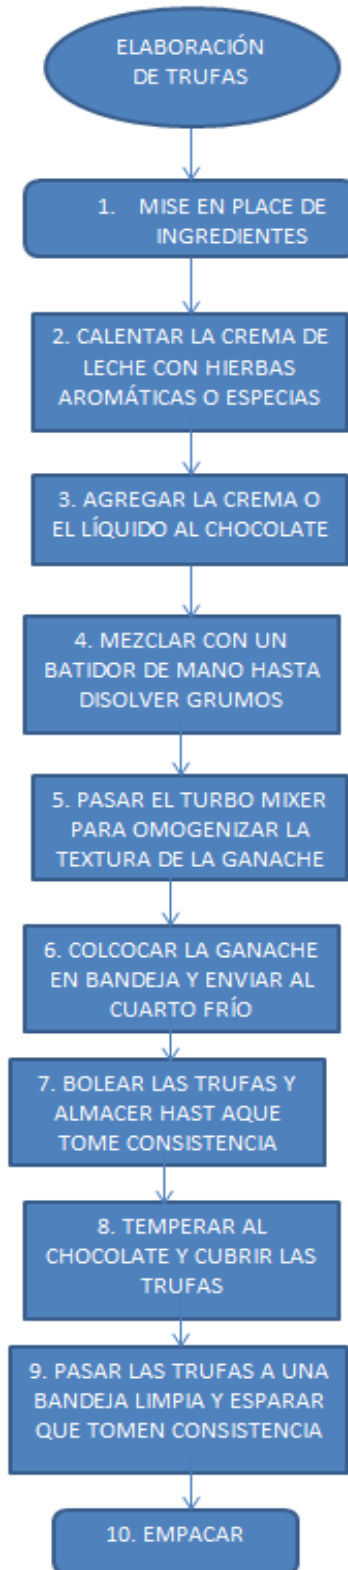 ELABORACIÓN
DE TRUFAS
1. MISE EN PLACE DE
INGREDIENTES
2. CALENTAR LA CREMA DE
LECHE CON HIERBAS
AROMÁTICAS O ESPECIAS
3. AGREGAR LA CREMA O
EL LÍQUIDO AL CHOCOLATE
4. MEZCLAR CON UN
BATIDOR DE MANO HASTA
DISOLVER GRUMOS
5. PASAR EL TURBO MIXER
PARA OMOGENIZAR LA
TEXTURA DE LA GANACHE
6. COLCOCAR LA GANACHE
EN BANDEJA Y ENVIAR AL
CUARTO FRÍO
7. BOLEAR LAS TRUFAS Y
ALMACER HAST AQUE
TOME CONSISTENCIA
8. TEMPERAR AL
CHOCOLATE Y CUBRIR LAS
TRUFAS
9. PASAR LAS TRUFAS A UNA
BANDEJA LIMPIA Y ESPARAR
QUE TOMEN CONSISTENCIA
10. EMPACAR